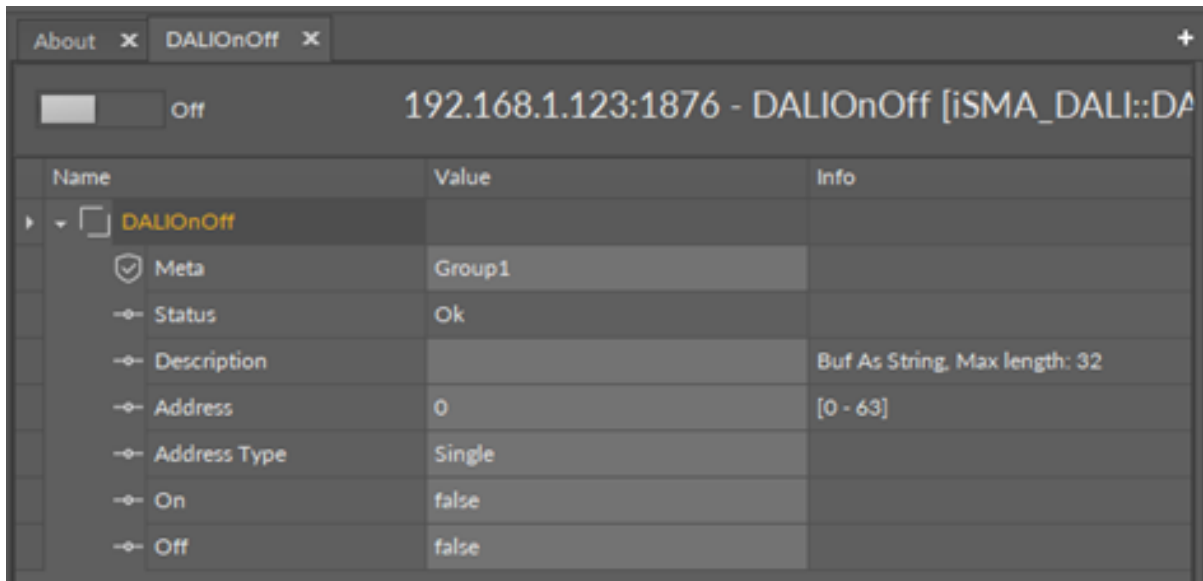 About × DALIOnOff × +
Off 192.168.1.123:1876 - DALIOnOff [iSMA_DALI::DA
Name Value Info
DALIOnOff
Meta Group1
Status Ok
Description Buf As String, Max length: 32
Address 0 [0 - 63]
Address Type Single
On false
Off false